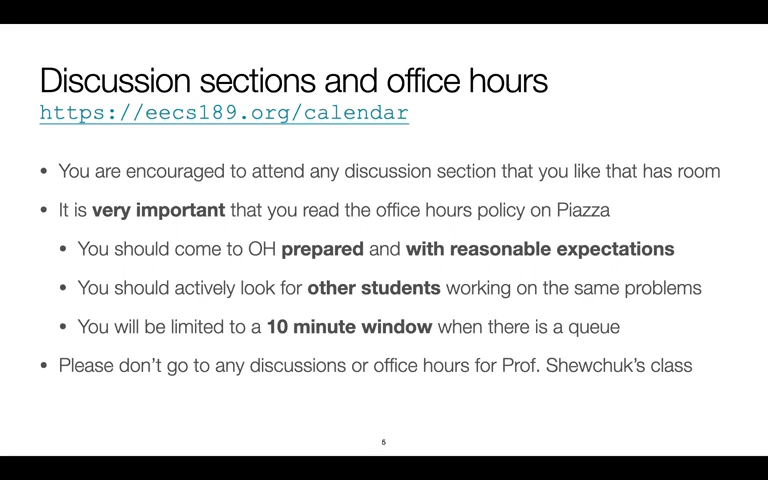 Discussion sections and office hours
https://eecs189.org/calendar
• You are encouraged to attend any discussion section that you like that has room
• It is very important that you read the office hours policy on Piazza
• You should come to OH prepared and with reasonable expectations
• You should actively look for other students working on the same problems
• You will be limited to a 10 minute window when there is a queue
• Please don’t go to any discussions or office hours for Prof. Shewchuk’s class
5